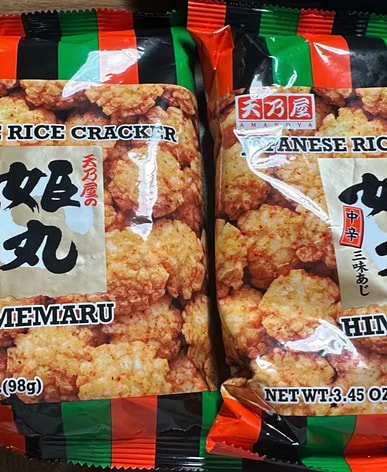 RICE CRACKER
天乃屋の
姫丸
MEMARU
(98g)
天乃屋
AMANOYA
JAPANESE RIC
中辛
三味あじ
HIM
NET WT. 3.45 OZ